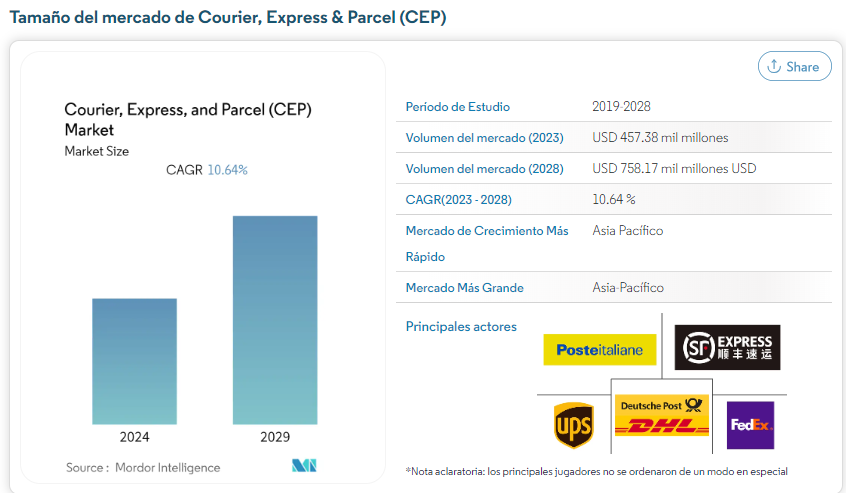 Tamaño del mercado de Courier, Express & Parcel (CEP)
Share
Courier, Express, and Parcel (CEP)
Market
Market Size
CAGR 10.64%
2024
2029
Source : Mordor Intelligence
Período de Estudio 2019-2028
Volumen del mercado (2023) USD 457.38 mil millones
Volumen del mercado (2028) USD 758.17 mil millones USD
CAGR(2023 - 2028) 10.64 %
Mercado de Crecimiento Más Asia Pacífico
Rápido
Mercado Más Grande Asia-Pacífico
Principales actores
Posteitaliane
SF EXPRESS
顺丰速运
ups
Deutsche Post
DHL
FedEx
*Nota aclaratoria: los principales jugadores no se ordenaron de un modo en especial